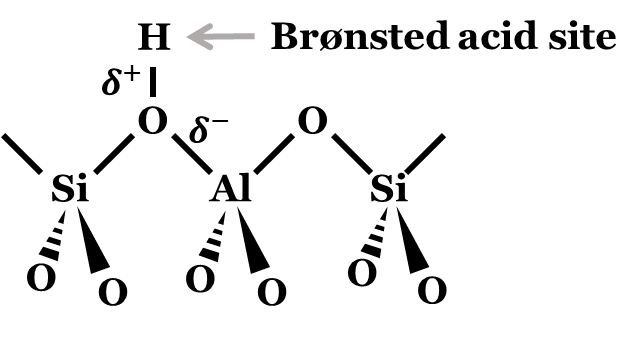 H Brønsted acid site
δ+
O δ− O
Si Al Si
O O O O O O